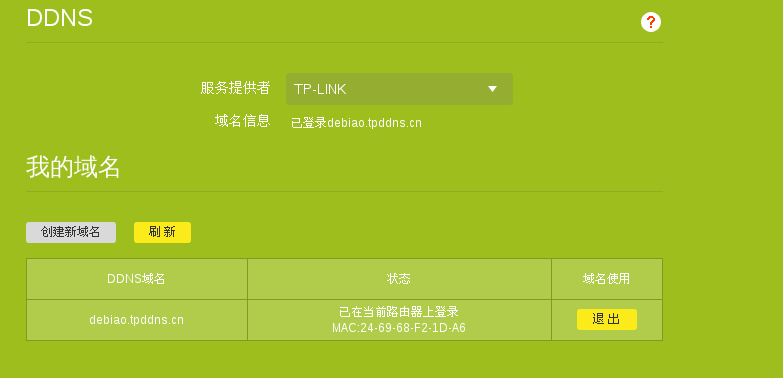 DDNS
?
服务提供者 TP-LINK
域名信息 已登录debiao.tpddns.cn
我的域名
创建新域名 刷新
DDNS域名 状态 域名使用
debiao.tpddns.cn 已在当前路由器上登录 退出
MAC:24-69-68-F2-1D-A6